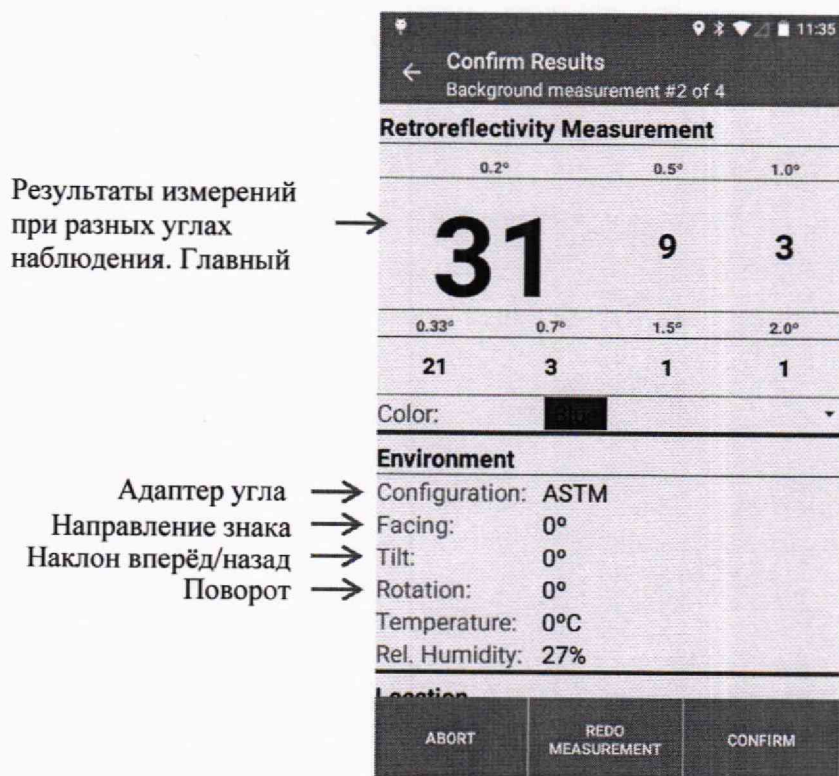 11:35
Confirm Results
Background measurement #2 of 4
Retroreflectivity Measurement
0.2° 0.5° 1.0°
Результаты измерений
при разных углах
наблюдения. Главный
31 9 3
0.33° 0.7° 1.5° 2.0°
21 3 1 1
Color: Blue
Environment
Адаптер угла Configuration: ASTM
Направление знака Facing: 0°
Наклон вперёд/назад Tilt: 0°
Поворот Rotation: 0°
Temperature: 0°C
Rel. Humidity: 27%
Location
ABORT REDO MEASUREMENT CONFIRM